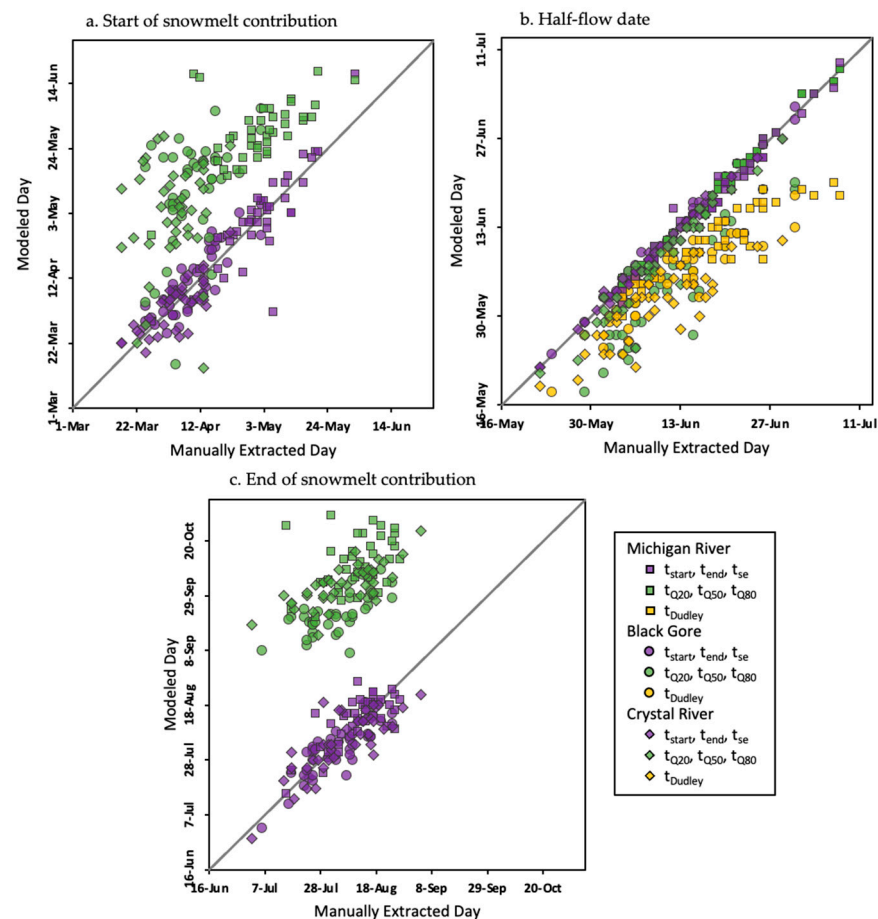 a. Start of snowmelt contribution
14-Jun
24-May
3-May
12-Apr
22-Mar
1-Mar
Modeled Day
1-Mar 22-Mar 12-Apr 3-May 24-May 14-Jun
Manually Extracted Day
b. Half-flow date
11-Jul
27-Jun
13-Jun
30-May
16-May
Modeled Day
16-May 30-May 13-Jun 27-Jun 11-Jul
Manually Extracted Day
c. End of snowmelt contribution
20-Oct
29-Sep
8-Sep
18-Aug
28-Jul
7-Jul
16-Jun
Modeled Day
16-Jun 7-Jul 28-Jul 18-Aug 8-Sep 29-Sep 20-Oct
Manually Extracted Day
Michigan River
tstart, tend, tse
tQ20, tQ50, tQ80
tDudley
Black Gore
tstart, tend, tse
tQ20, tQ50, tQ80
tDudley
Crystal River
tstart, tend, tse
tQ20, tQ50, tQ80
tDudley